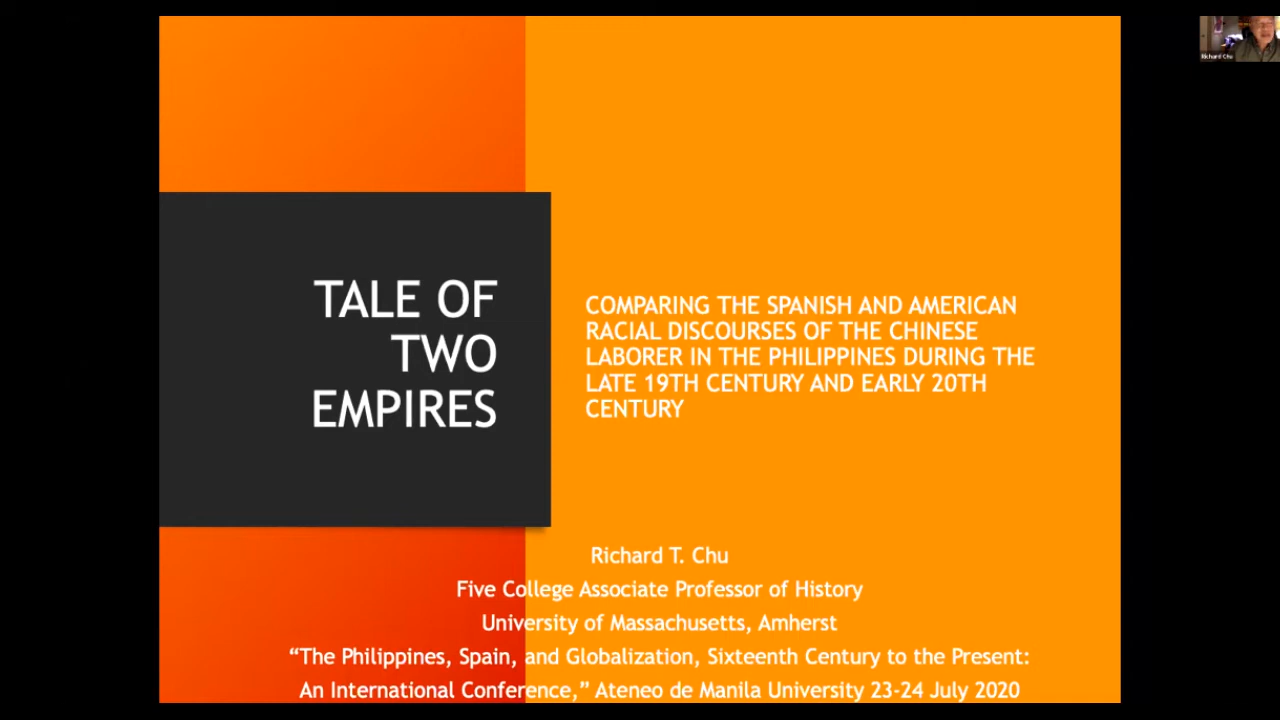 TALE OF
TWO
EMPIRES
COMPARING THE SPANISH AND AMERICAN
RACIAL DISCOURSES OF THE CHINESE
LABORER IN THE PHILIPPINES DURING THE
LATE 19TH CENTURY AND EARLY 20TH
CENTURY
Richard T. Chu
Five College Associate Professor of History
University of Massachusetts, Amherst
“The Philippines, Spain, and Globalization, Sixteenth Century to the Present:
An International Conference,” Ateneo de Manila University 23-24 July 2020
Richard Chu